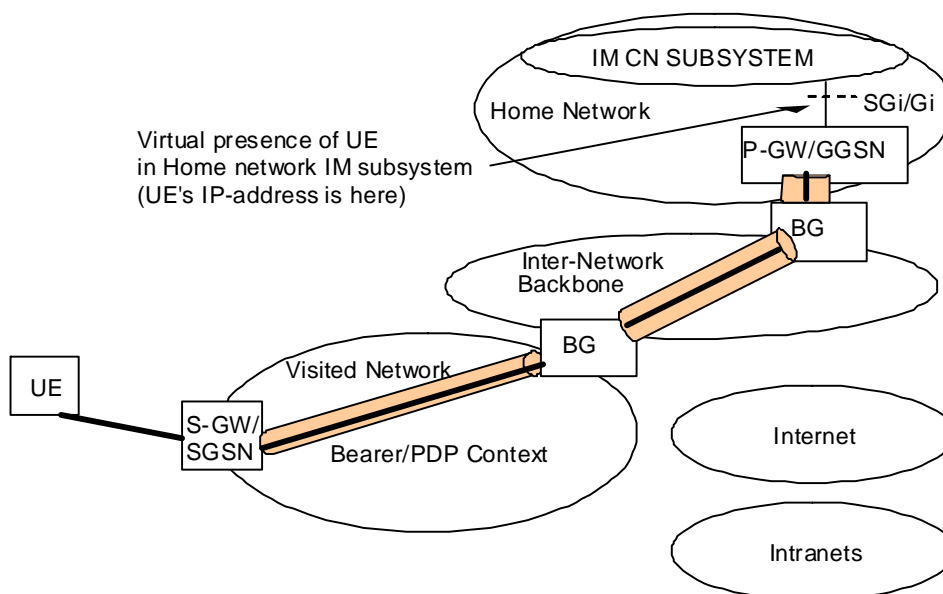 IM CN SUBSYSTEM
Home Network
SGi/Gi
Virtual presence of UE
in Home network IM subsystem
(UE's IP-address is here)
P-GW/GGSN
BG
Inter-Network
Backbone
BG
Visited Network
UE
S-GW/
SGSN
Bearer/PDP Context
Internet
Intranets